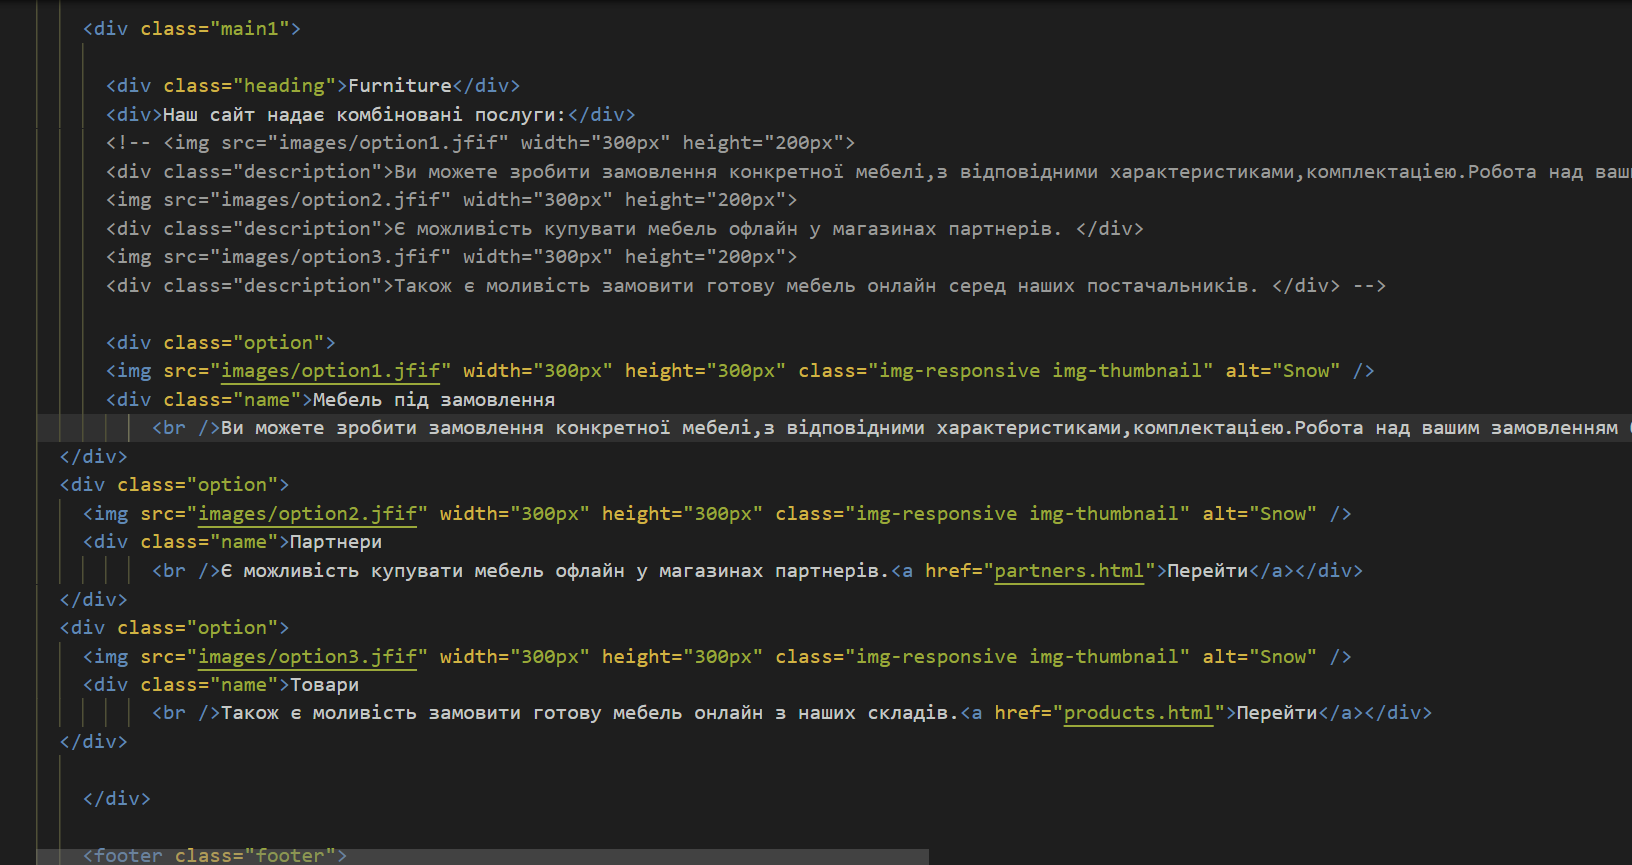 <div class="main1">
<div class="heading">Furniture</div>
<div>Наш сайт надає комбіновані послуги:</div>
<!-- <img src="images/option1.jfif" width="300px" height="200px">
<div class="description">Ви можете зробити замовлення конкретної мебелі,з відповідними характеристиками,комплектацією.Робота над
<img src="images/option2.jfif" width="300px" height="200px">
<div class="description">Є можливість купувати мебель офлайн у магазинах партнерів. </div>
<img src="images/option3.jfif" width="300px" height="200px">
<div class="description">Також є моливість замовити готову мебель онлайн серед наших постачальників. </div> -->
<div class="option">
<img src="images/option1.jfif" width="300px" height="300px" class="img-responsive img-thumbnail" alt="Snow" />
<div class="name">Мебель під замовлення
<br />Ви можете зробити замовлення конкретної мебелі,з відповідними характеристиками,комплектацією.Робота над вашим замовленням
</div>
<div class="option">
<img src="images/option2.jfif" width="300px" height="300px" class="img-responsive img-thumbnail" alt="Snow" />
<div class="name">Партнери
<br />Є можливість купувати мебель офлайн у магазинах партнерів.<a href="partners.html">Перейти</a></div>
</div>
<div class="option">
<img src="images/option3.jfif" width="300px" height="300px" class="img-responsive img-thumbnail" alt="Snow" />
<div class="name">Товари
<br />Також є моливість замовити готову мебель онлайн з наших складів.<a href="products.html">Перейти</a></div>
</div>
</div>
<footer class="footer">